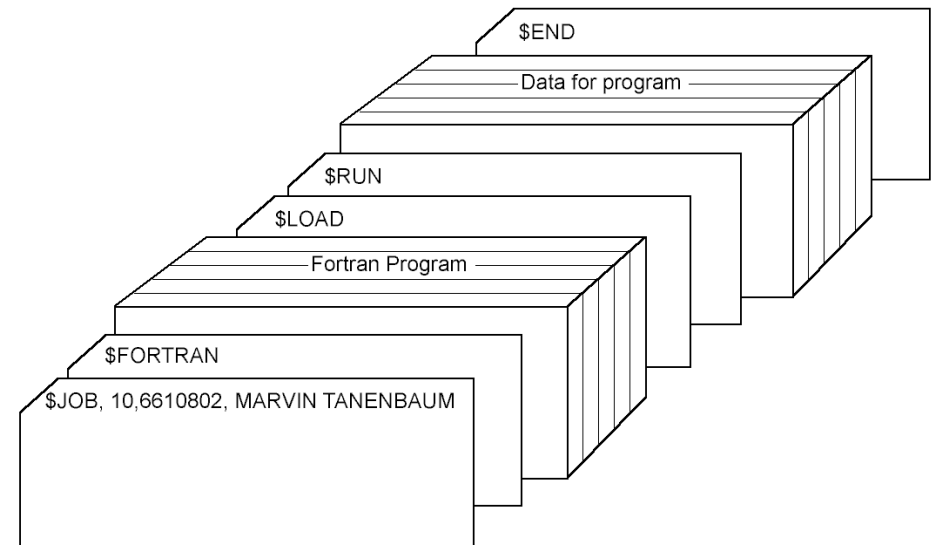 $END
Data for program
$RUN
$LOAD
Fortran Program
$FORTRAN
$JOB, 10,6610802, MARVIN TANENBAUM